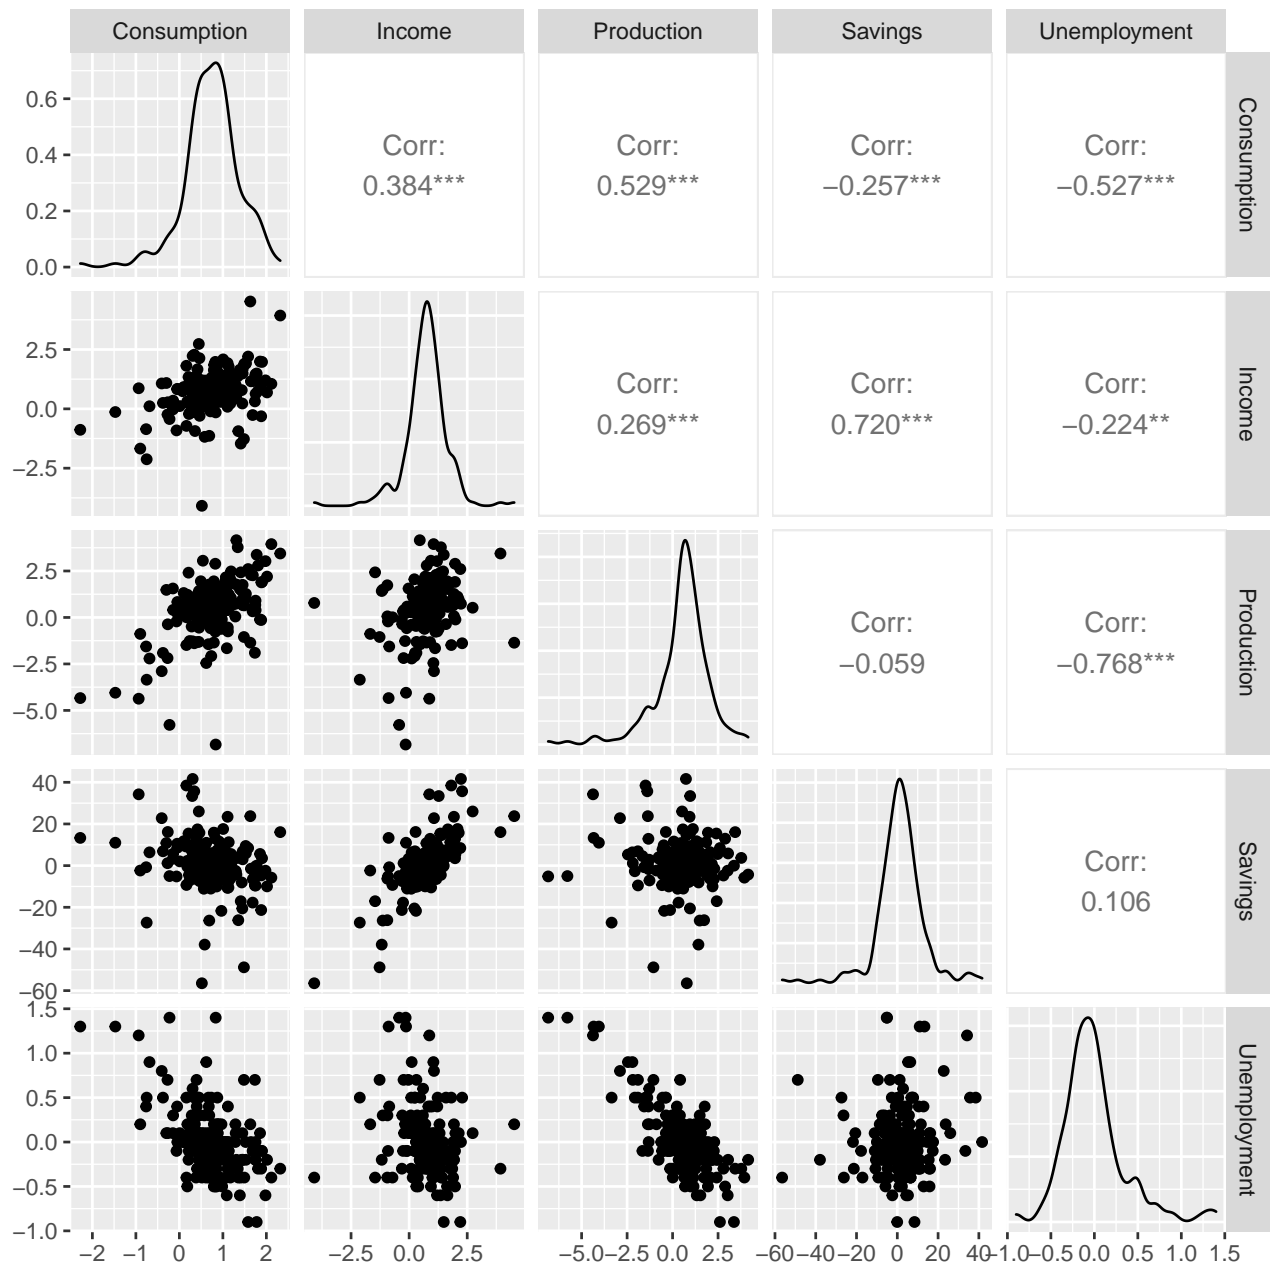 Consumption Income Production Savings Unemployment
0.6
0.4
0.2
0.0
Corr:
0.384***
Corr:
0.529***
Corr:
−0.257***
Corr:
−0.527***
Consumption
2.5
0.0
−2.5
Corr:
0.269***
Corr:
0.720***
Corr:
−0.224**
Income
2.5
0.0
−2.5
−5.0
Corr:
−0.059
Corr:
−0.768***
Production
40
20
0
−20
−40
−60
Corr:
0.106
Savings
1.5
1.0
0.5
0.0
−0.5
−1.0
Unemployment
−2 −1 0 1 2 −2.5 0.0 2.5 −5.0 −2.5 0.0 2.5 −60 −40 −20 0 20 40 −1.0 −0.5 0.0 0.5 1.0 1.5